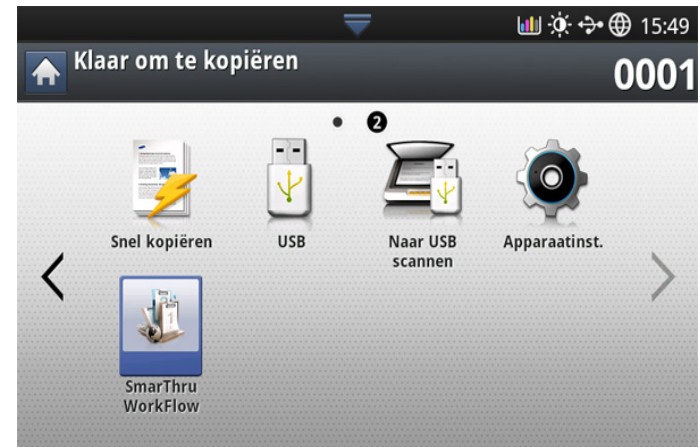 15:49
Klaar om te kopiëren
0001
2
Snel kopiëren
USB
Naar USB
scannen
Apparaatinst.
SmarThru
WorkFlow